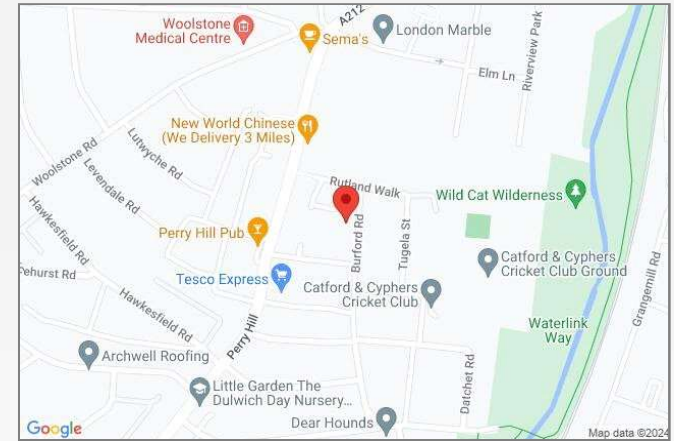 Woolstone
Medical Centre
A212
Sema's
London Marble
Riverview Park
Elm Ln
New World Chinese
(We Delivery 3 Miles)
Woolstone Rd
Lutwyche Rd
Levendale Rd
Rutland Walk
Wild Cat Wilderness
Hawkesfield Rd
Perry Hill Pub
Burford Rd
Tugela St
Catford & Cyphers
Cricket Club Ground
Grangemill Rd
ehurst Rd
Tesco Express
Catford & Cyphers
Cricket Club
Hawkesfield Rd
Perry Hill
Waterlink
Way
Archwell Roofing
Datchet Rd
Little Garden The
Dulwich Day Nursery...
Dear Hounds
Google
Map data ©2024